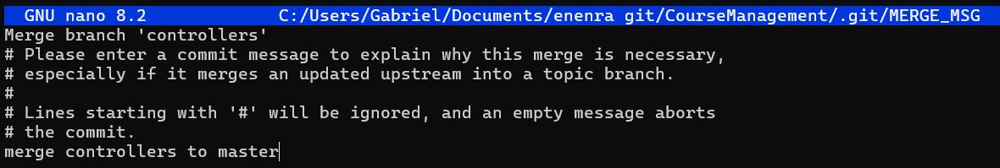 GNU nano 8.2 C:/Users/Gabriel/Documents/enenra git/CourseManagement/.git/MERGE_MSG
Merge branch 'controllers'
# Please enter a commit message to explain why this merge is necessary,
# especially if it merges an updated upstream into a topic branch.
#
# Lines starting with '#' will be ignored, and an empty message aborts
# the commit.
merge controllers to master